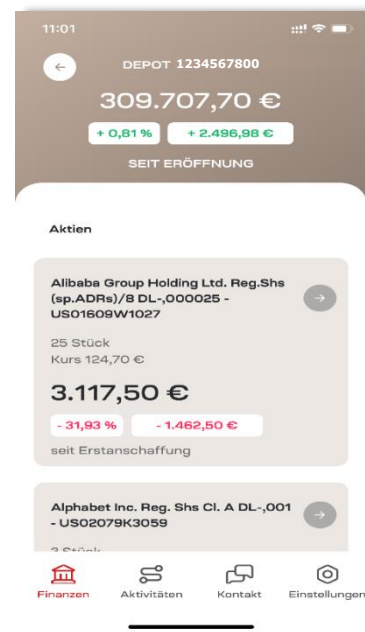 11:01
DEPOT 1234567800
309.707,70 €
+ 0,81 %
+ 2.496,98 €
SEIT ERÖFFNUNG
Aktien
Alibaba Group Holding Ltd. Reg.Shs
(sp.ADRs)/8 DL-,000025 -
US01609W1027
25 Stück
Kurs 124,70 €
3.117,50 €
- 31,93 %
- 1.462,50 €
seit Erstanschaffung
Alphabet Inc. Reg. Shs Cl. A DL-,001
- US02079K3059
Stück
Finanzen
Aktivitäten
Kontakt
Einstellungen